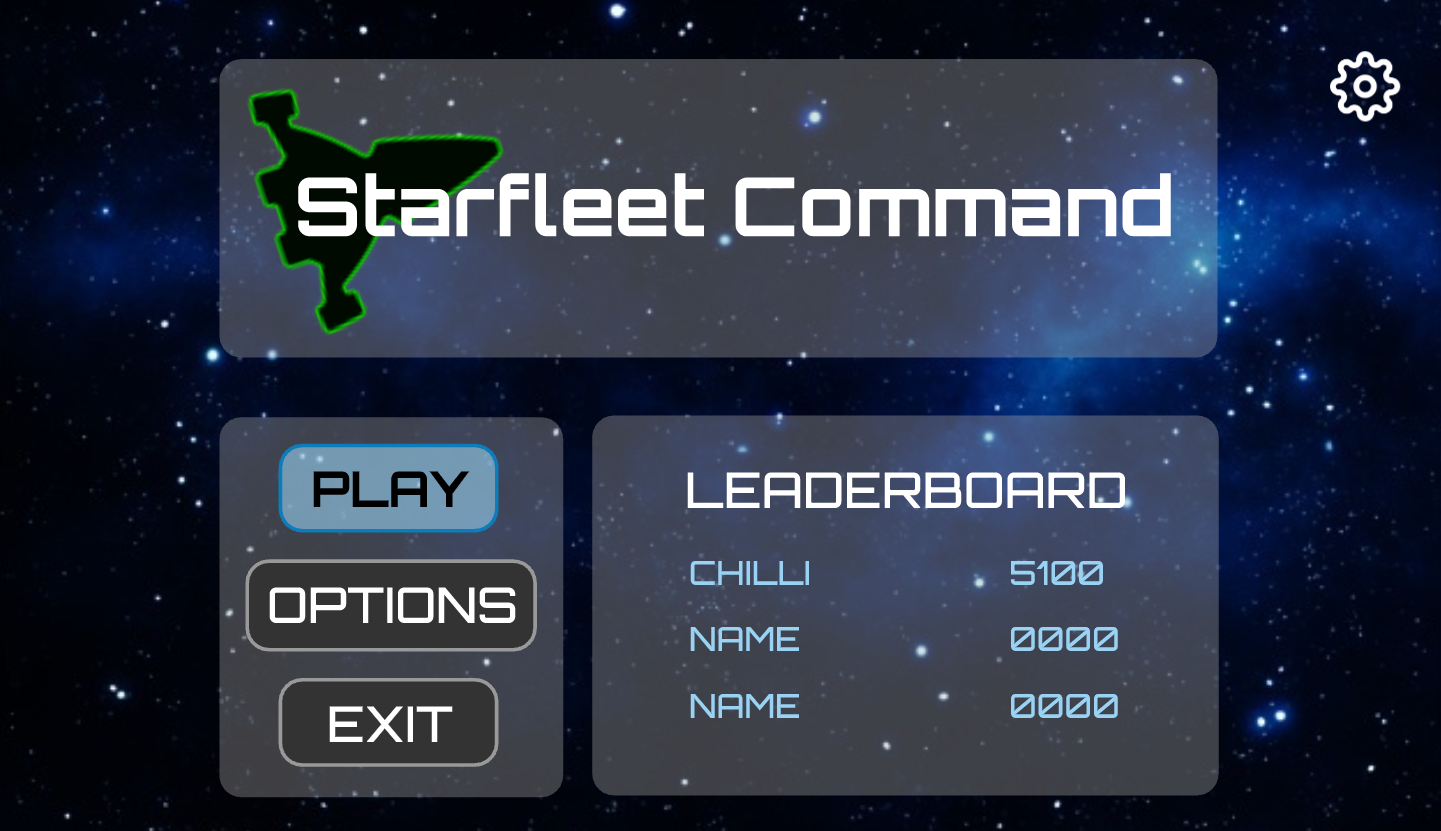 Starfleet Command
PLAY
OPTIONS
EXIT
LEADERBOARD
CHILLI 5100
NAME 0000
NAME 0000